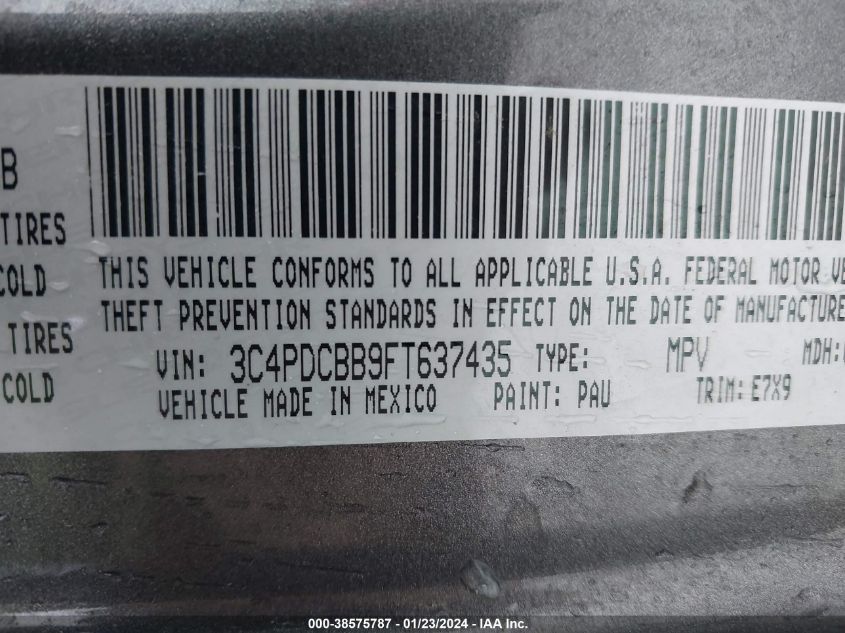 B
TIRES
COLD
TIRES
COLD
THIS VEHICLE CONFORMS TO ALL APPLICABLE U.S.A. FEDERAL MOTOR VE
THEFT PREVENTION STANDARDS IN EFFECT ON THE DATE OF MANUFACTURE
VIN: 3C4PDCBB9FT637435 TYPE: MPV MDH:
VEHICLE MADE IN MEXICO PAINT: PAU TRIM: E7X9
000-38575787 / 01/23/2024 / IAA Inc.